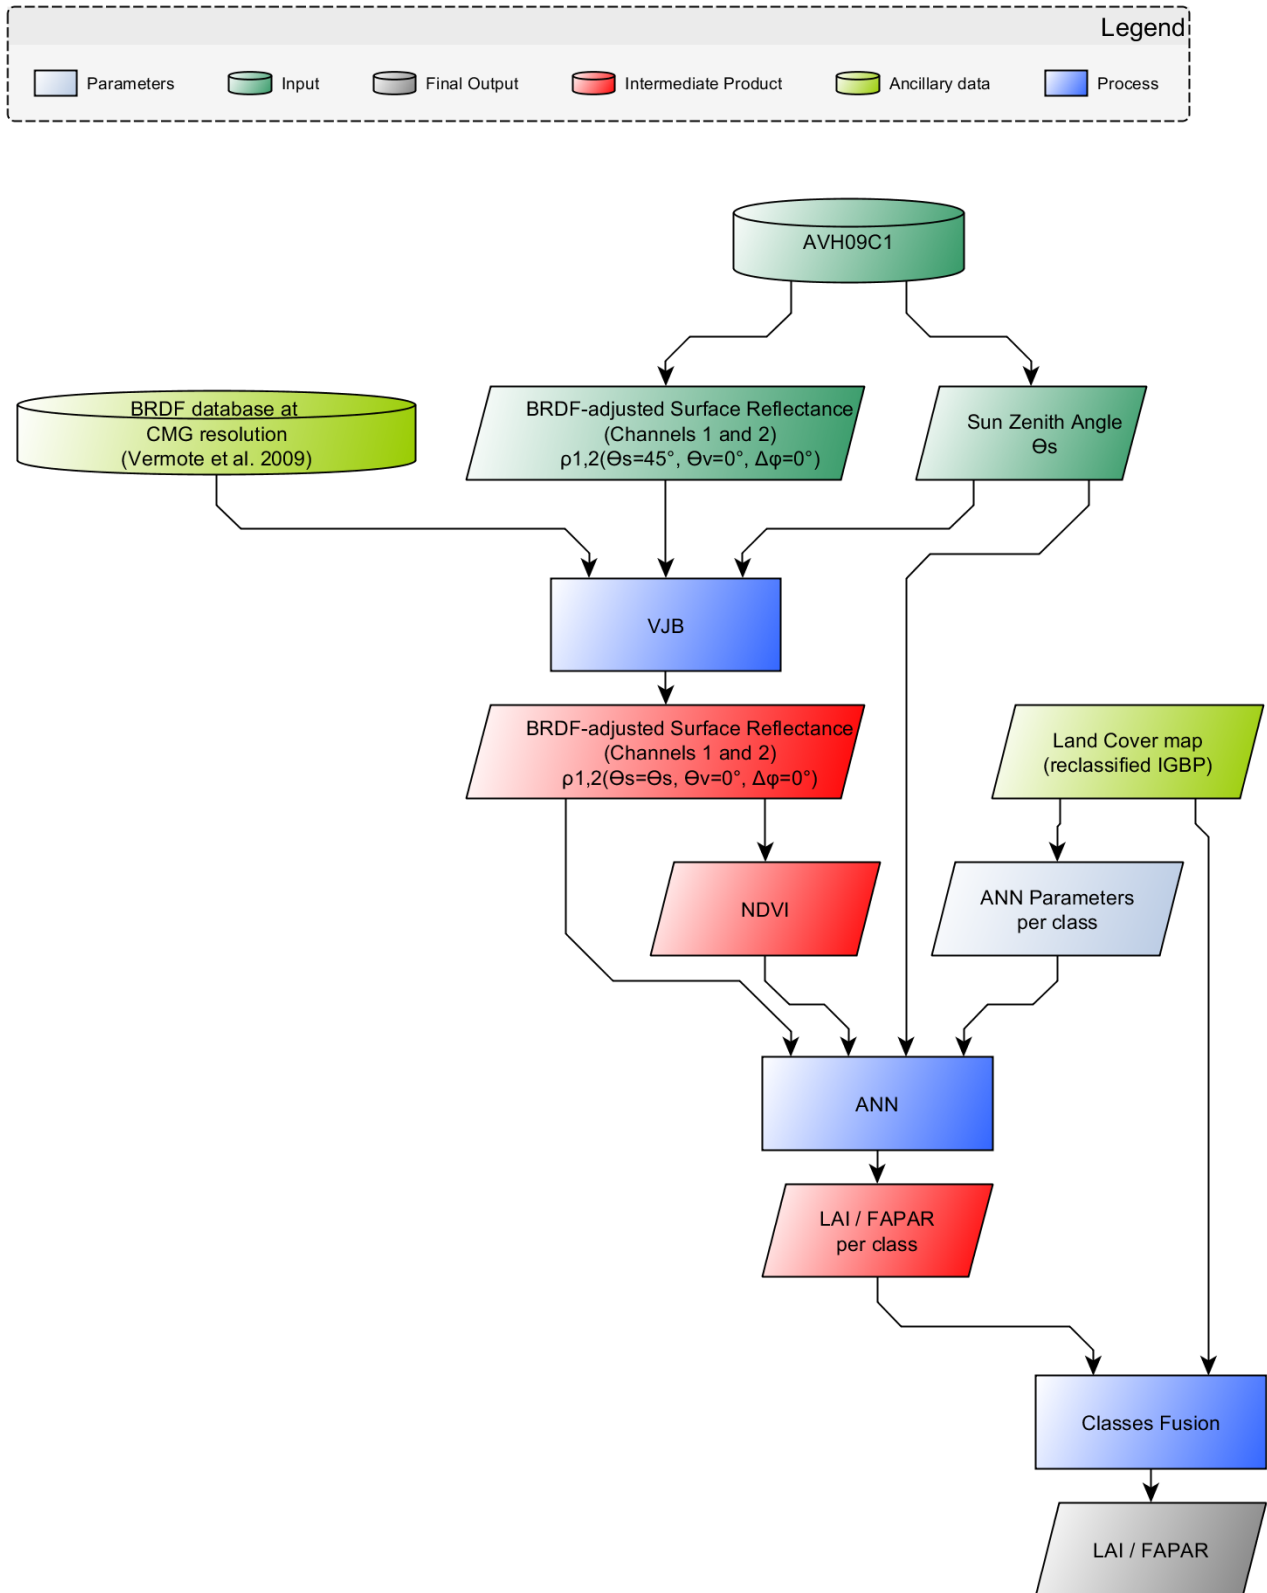 Legend
Parameters
Input
Final Output
Intermediate Product
Ancillary data
Process
AVH09C1
BRDF database at
CMG resolution
(Vermote et al. 2009)
BRDF-adjusted Surface Reflectance
(Channels 1 and 2)
ρ1,2(ϴs=45°, ϴv=0°, Δφ=0°)
Sun Zenith Angle
ϴs
VJB
BRDF-adjusted Surface Reflectance
(Channels 1 and 2)
ρ1,2(ϴs=ϴs, ϴv=0°, Δφ=0°)
Land Cover map
(reclassified IGBP)
NDVI
ANN Parameters
per class
ANN
LAI / FAPAR
per class
Classes Fusion
LAI / FAPAR